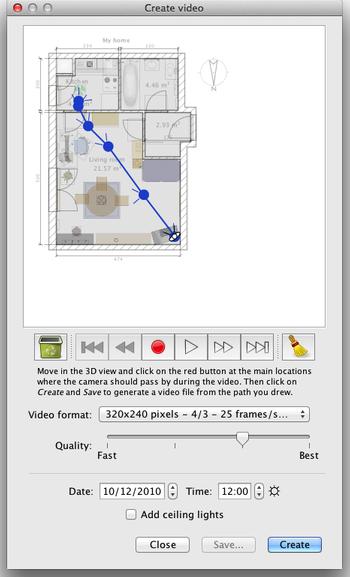 Create video
My home
Kitchen
4.46 m²
N
2.93 m²
Living room
21.57 m²
474
Move in the 3D view and click on the red button at the main locations
where the camera should pass by during the video. Then click on
Create and Save to generate a video file from the path you drew.
Video format: 320x240 pixels - 4/3 - 25 frames/s...
Quality:
Fast Best
Date: 10/12/2010 Time: 12:00
Add ceiling lights
Close Save... Create